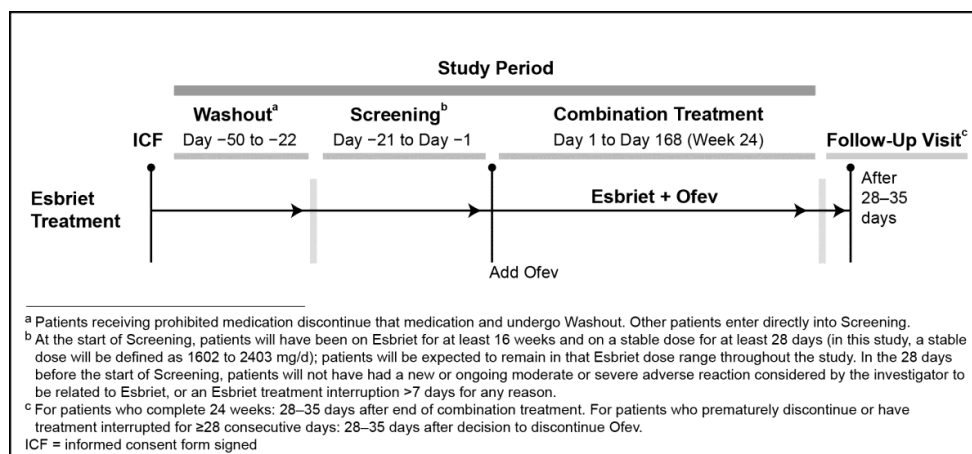 Study Period
Washoutᵃ
Screeningᵇ
Combination Treatment
ICF
Day −50 to −22
Day −21 to Day −1
Day 1 to Day 168 (Week 24)
Follow-Up Visitᶜ
Esbriet
Treatment
Esbriet + Ofev
After
28–35
days
Add Ofev
ᵃ Patients receiving prohibited medication discontinue that medication and undergo Washout. Other patients enter directly into Screening.
ᵇ At the start of Screening, patients will have been on Esbriet for at least 16 weeks and on a stable dose for at least 28 days (in this study, a stable
dose will be defined as 1602 to 2403 mg/d); patients will be expected to remain in that Esbriet dose range throughout the study. In the 28 days
before the start of Screening, patients will not have had a new or ongoing moderate or severe adverse reaction considered by the investigator to
be related to Esbriet, or an Esbriet treatment interruption >7 days for any reason.
ᶜ For patients who complete 24 weeks: 28–35 days after end of combination treatment. For patients who prematurely discontinue or have
treatment interrupted for ≥28 consecutive days: 28–35 days after decision to discontinue Ofev.
ICF = informed consent form signed